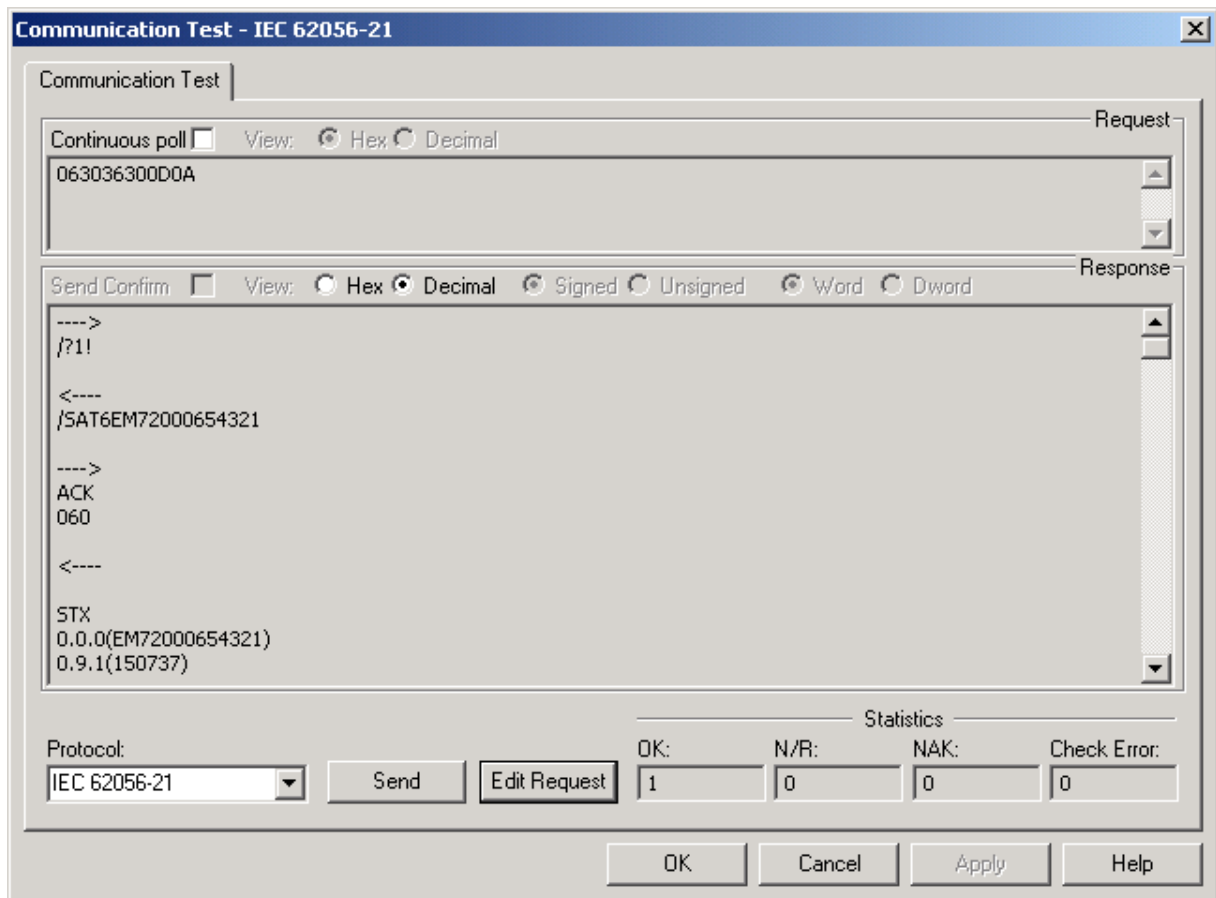 Communication Test - IEC 62056-21
Communication Test
Request
Continuous poll View: Hex Decimal
063036300D0A
Response
Send Confirm View: Hex Decimal Signed Unsigned Word Dword
---->
/?1!
<----
/SAT6EM72000654321
---->
ACK
060
<----
STX
0.0.0(EM72000654321)
0.9.1(150737)
Statistics
Protocol: OK: N/R: NAK: Check Error:
IEC 62056-21 Send Edit Request 1 0 0 0
OK Cancel Apply Help